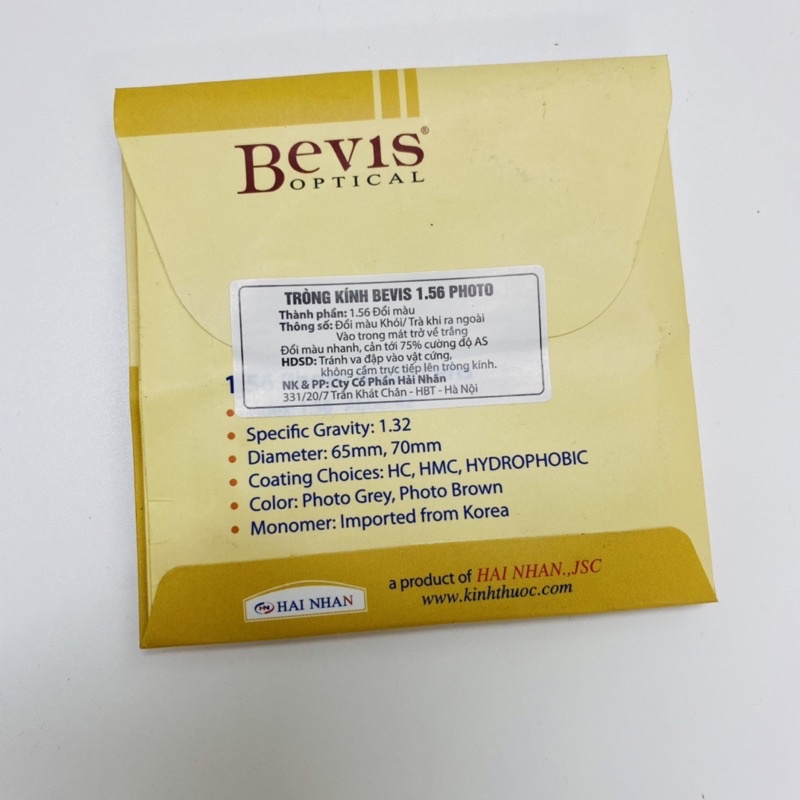 Bevis®
OPTICAL
TRÒNG KÍNH BEVIS 1.56 PHOTO
Thành phần: 1.56 Đổi màu
Thông số: Đổi màu Khói/ Trà khi ra ngoài
Vào trong mát trở về trắng
Đổi màu nhanh, cản tới 75% cường độ AS
HDSD: Tránh va đập vào vật cứng,
không cầm trực tiếp lên tròng kính.
NK & PP: Cty Cổ Phần Hải Nhân
331/20/7 Trần Khát Chân - HBT - Hà Nội
• Specific Gravity: 1.32
• Diameter: 65mm, 70mm
• Coating Choices: HC, HMC, HYDROPHOBIC
• Color: Photo Grey, Photo Brown
• Monomer: Imported from Korea
HAI NHAN
a product of HAI NHAN.,JSC
www.kinhthuoc.com